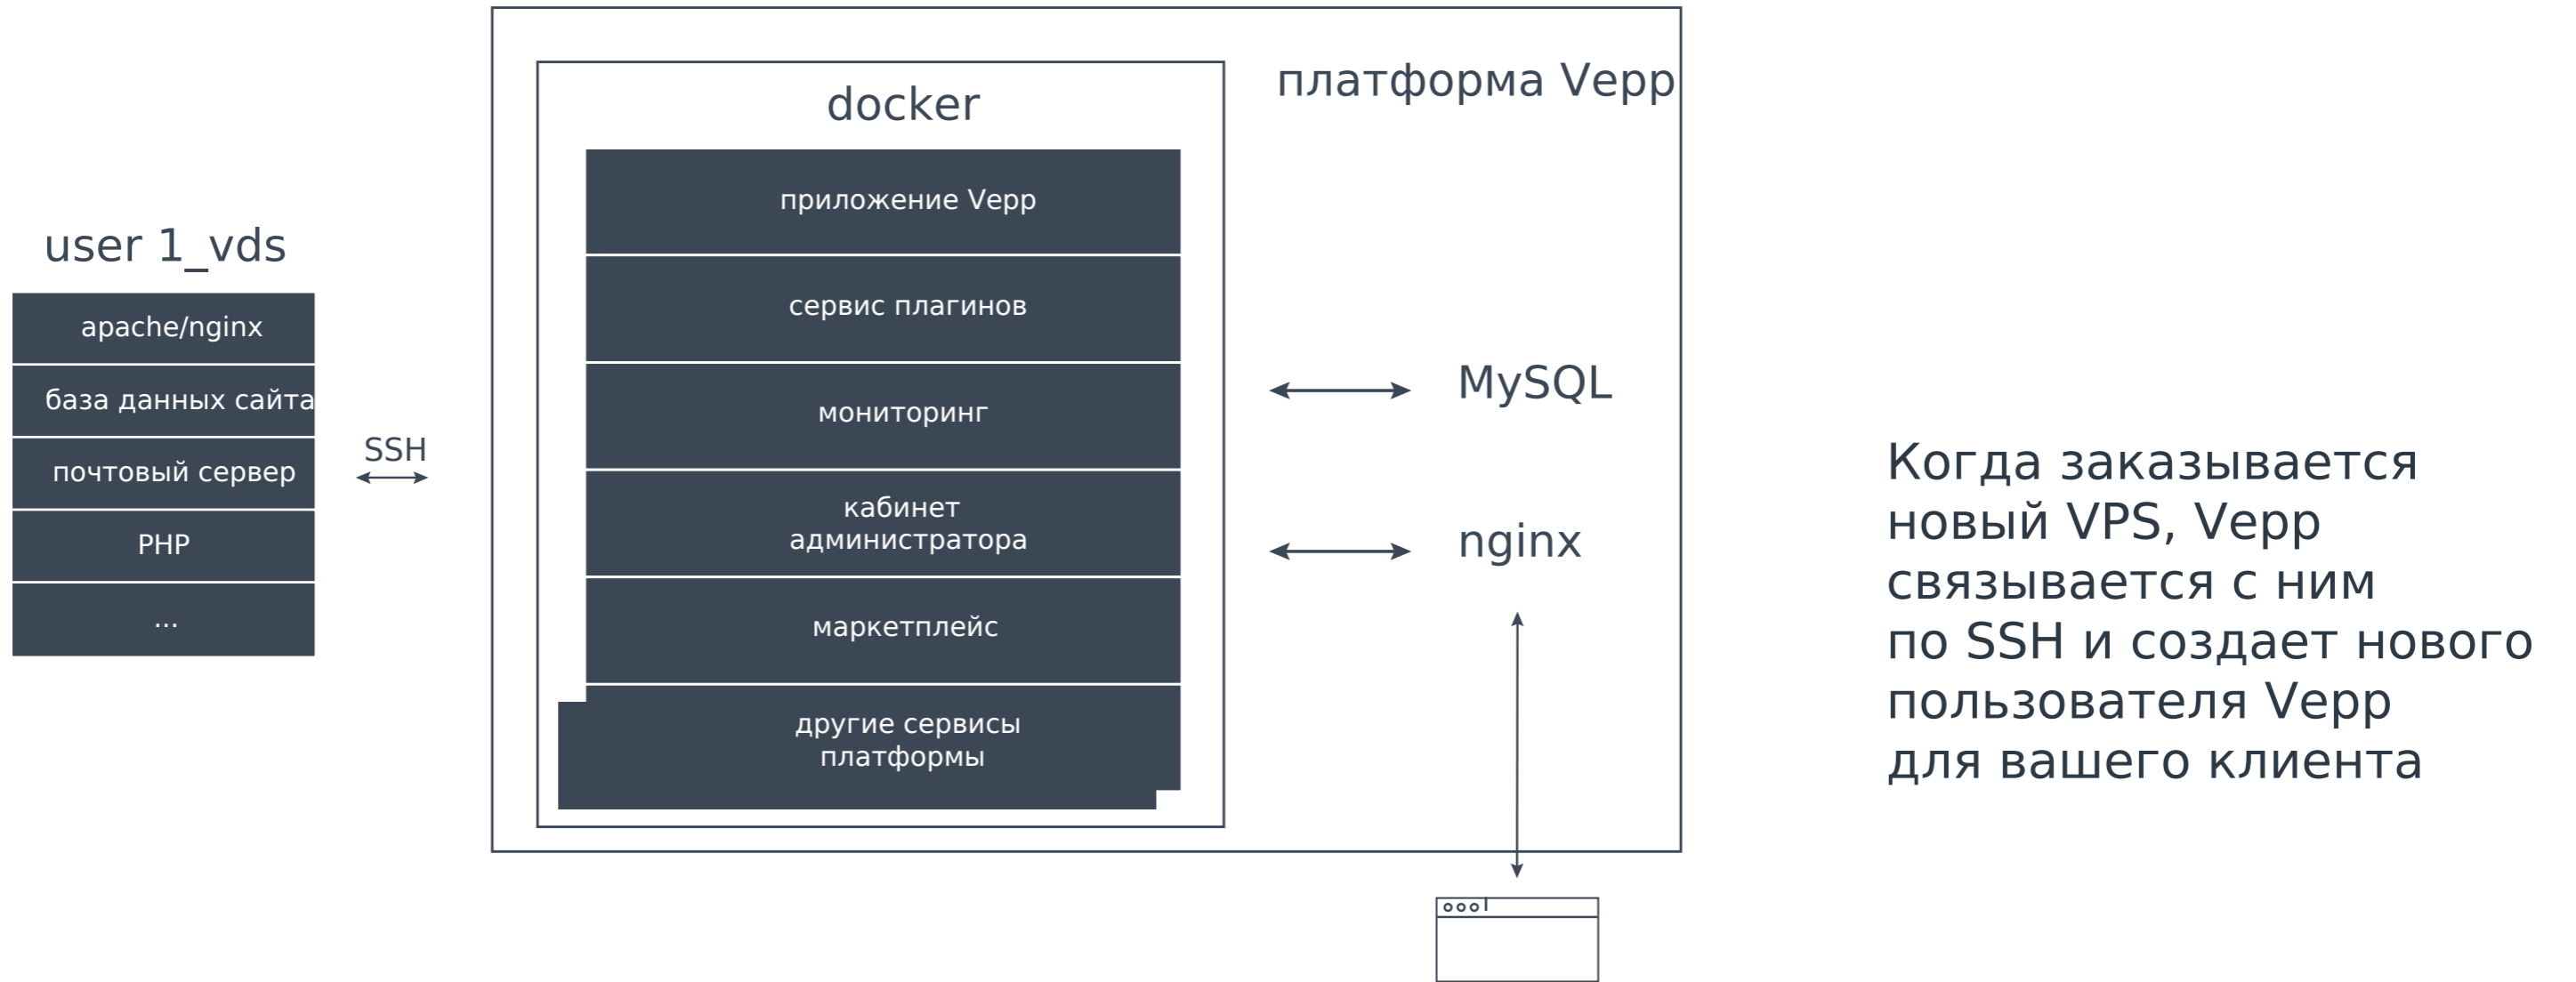 user 1_vds
apache/nginx
база данных сайта
почтовый сервер
PHP
...
SSH
docker
приложение Vepp
сервис плагинов
мониторинг
кабинет
администратора
маркетплейс
другие сервисы
платформы
платформа Vepp
MySQL
nginx
Когда заказывается
новый VPS, Vepp
связывается с ним
по SSH и создает нового
пользователя Vepp
для вашего клиента